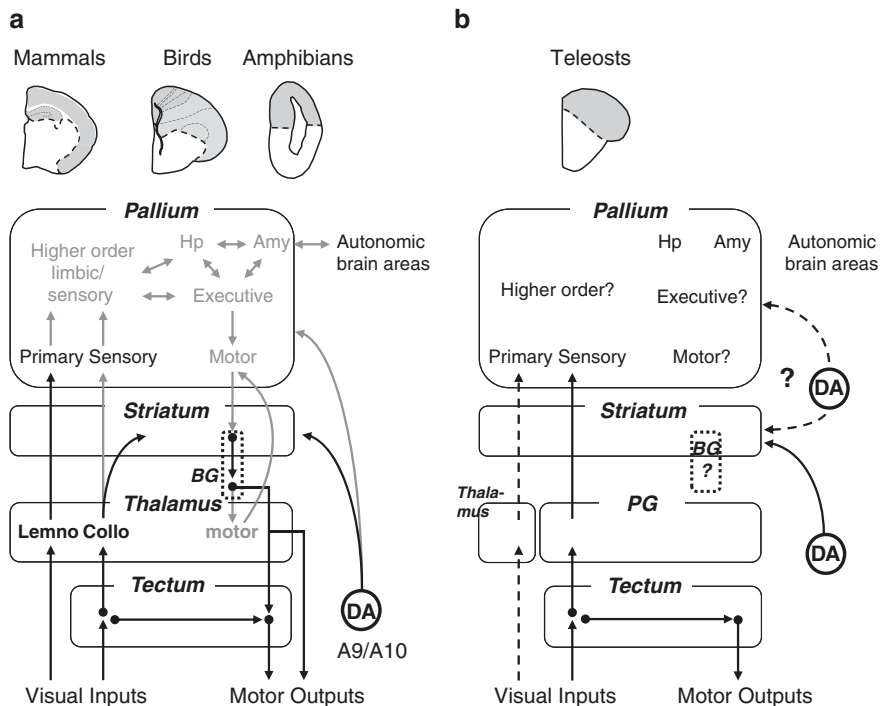 a
Mammals
Birds
Amphibians
Pallium
Higher order
limbic/
sensory
Hp
Amy
Executive
Autonomic
brain areas
Primary Sensory
Motor
Striatum
BG
Thalamus
Lemno Collo
motor
Tectum
DA
A9/A10
Visual Inputs
Motor Outputs
b
Teleosts
Pallium
Hp
Amy
Autonomic
brain areas
Higher order?
Executive?
Primary Sensory
Motor?
?
DA
Striatum
BG
?
Thala-
mus
PG
DA
Tectum
Visual Inputs
Motor Outputs